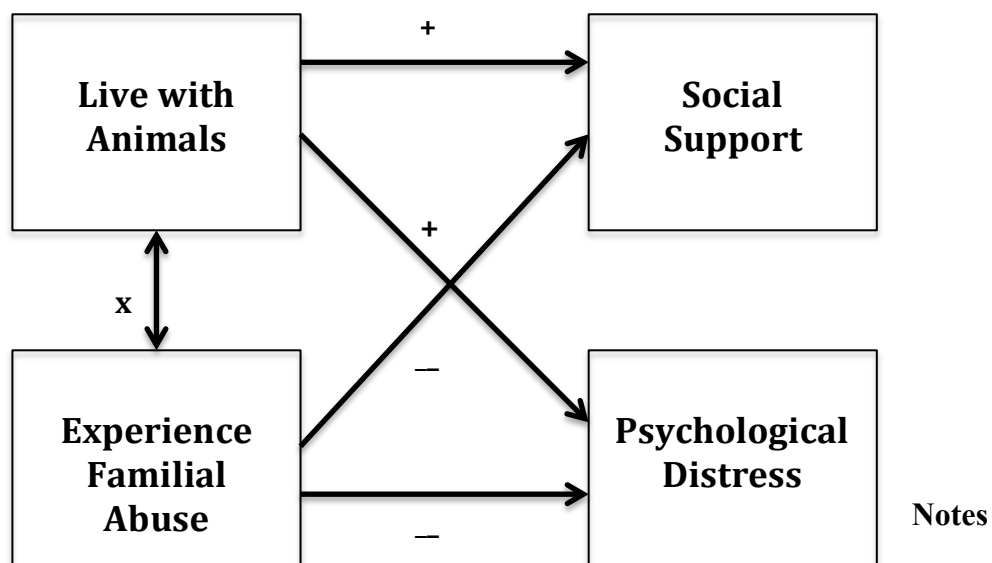 +
Live with
Animals
Social
Support
+
x
—
Experience
Familial
Abuse
Psychological
Distress
Notes
—